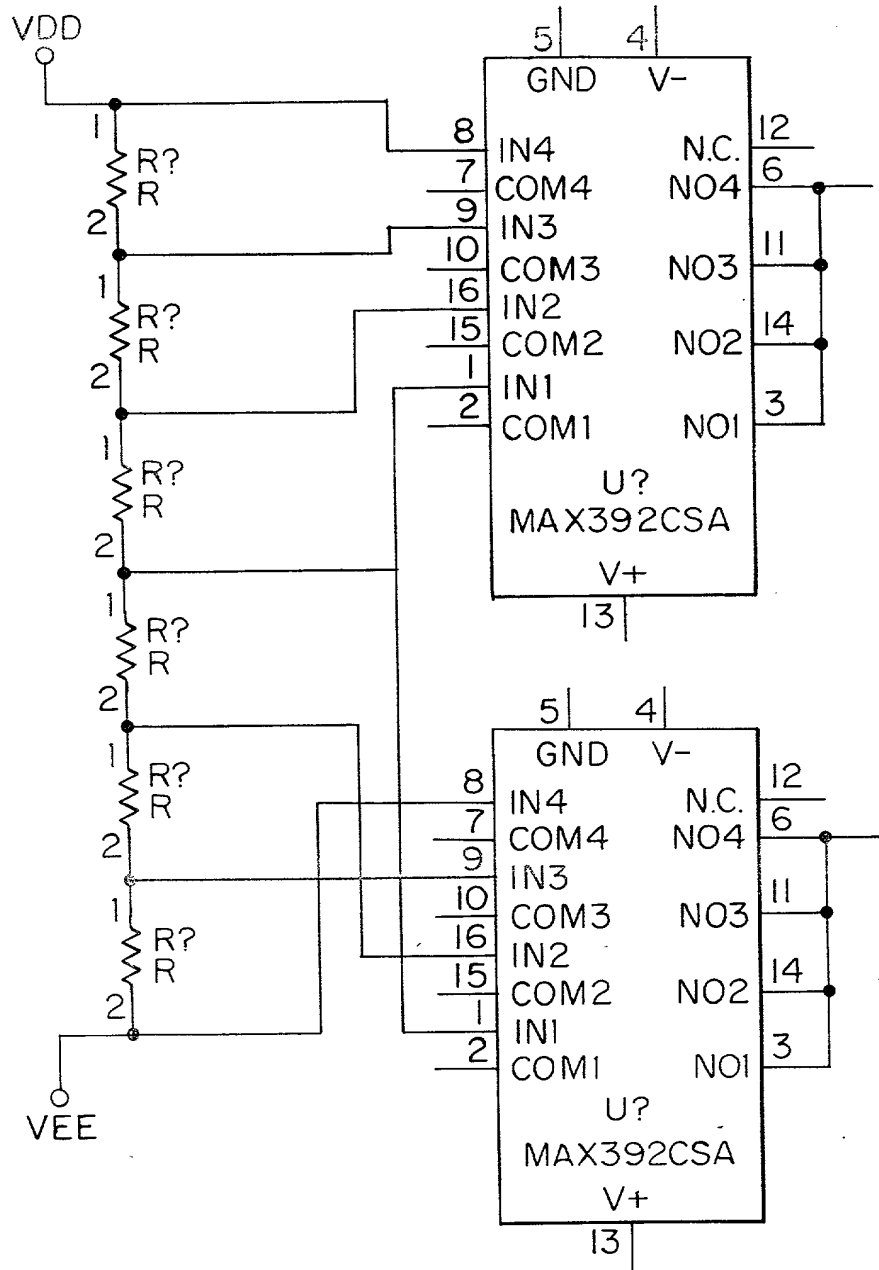 VDD
1
R?
R
2
1
R?
R
2
1
R?
R
2
1
R?
R
2
1
R?
R
2
1
R?
R
2
VEE
5 4
GND V-
8 IN4
7 COM4
9 IN3
10 COM3
16 IN2
15 COM2
1 IN1
2 COM1
N.C. 12
NO4 6
NO3 11
NO2 14
NO1 3
U?
MAX392CSA
V+
13
5 4
GND V-
8 IN4
7 COM4
9 IN3
10 COM3
16 IN2
15 COM2
1 IN1
2 COM1
N.C. 12
NO4 6
NO3 11
NO2 14
NO1 3
U?
MAX392CSA
V+
13